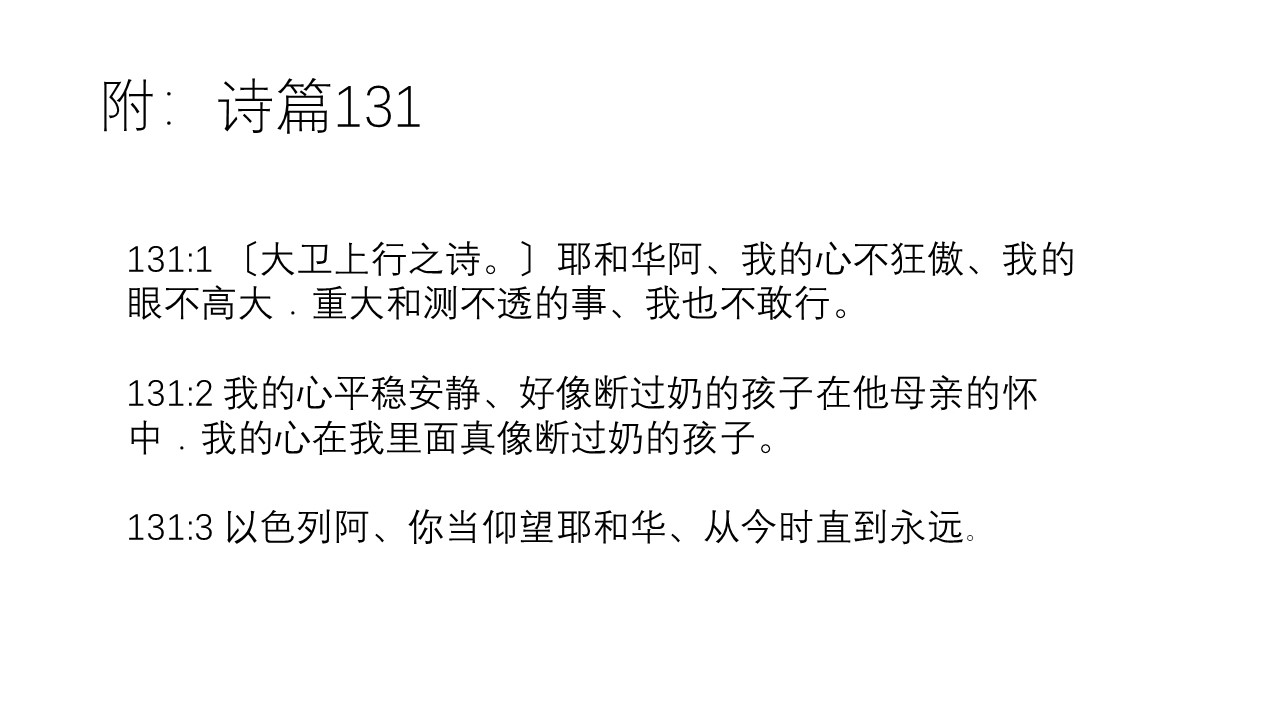 附： 诗篇131
131:1 〔大卫上行之诗。〕耶和华阿、我的心不狂傲、我的
眼不高大．重大和测不透的事、我也不敢行。
131:2 我的心平稳安静、好像断过奶的孩子在他母亲的怀
中．我的心在我里面真像断过奶的孩子。
131:3 以色列阿、你当仰望耶和华、从今时直到永远。